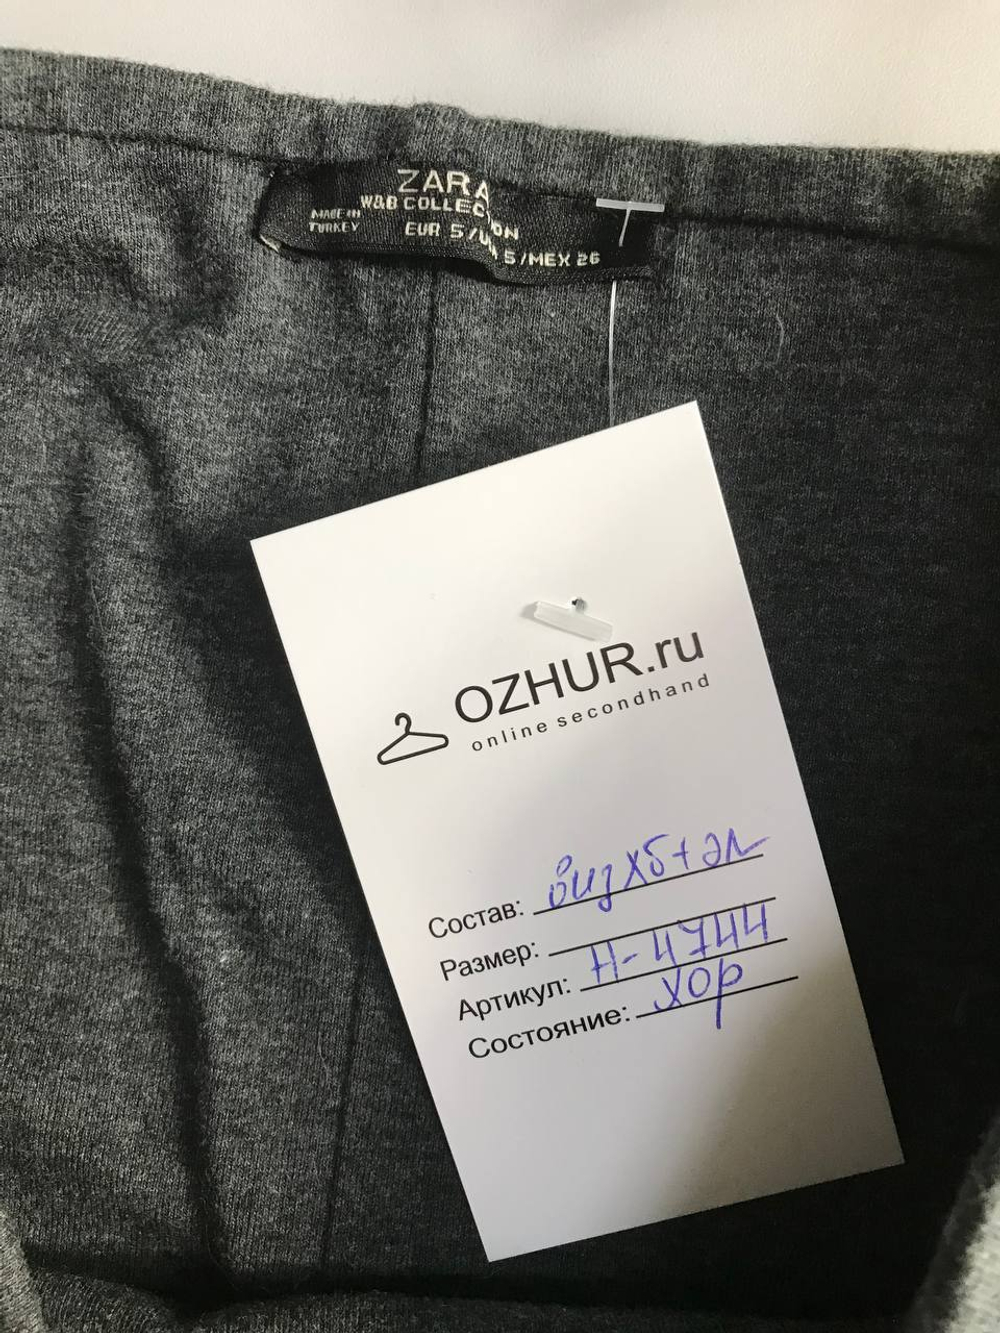 ZARA
W&B COLLECTION
MADE IN
TURKEY
EUR S/USA S/MEX 26
OZHUR.ru
online secondhand
Состав: виз хб+эл
Размер:
Артикул: Н-4744
Состояние: хор